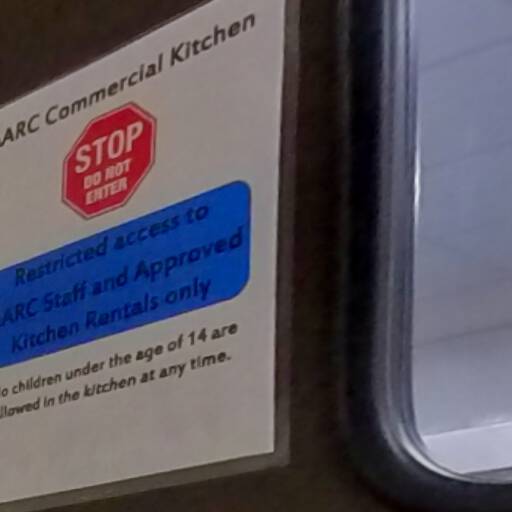 ARC Commercial Kitchen
STOP
DO NOT
ENTER
Restricted access to
ARC Staff and Approved
Kitchen Rentals only
children under the age of 14 are
in the kitchen at any time.